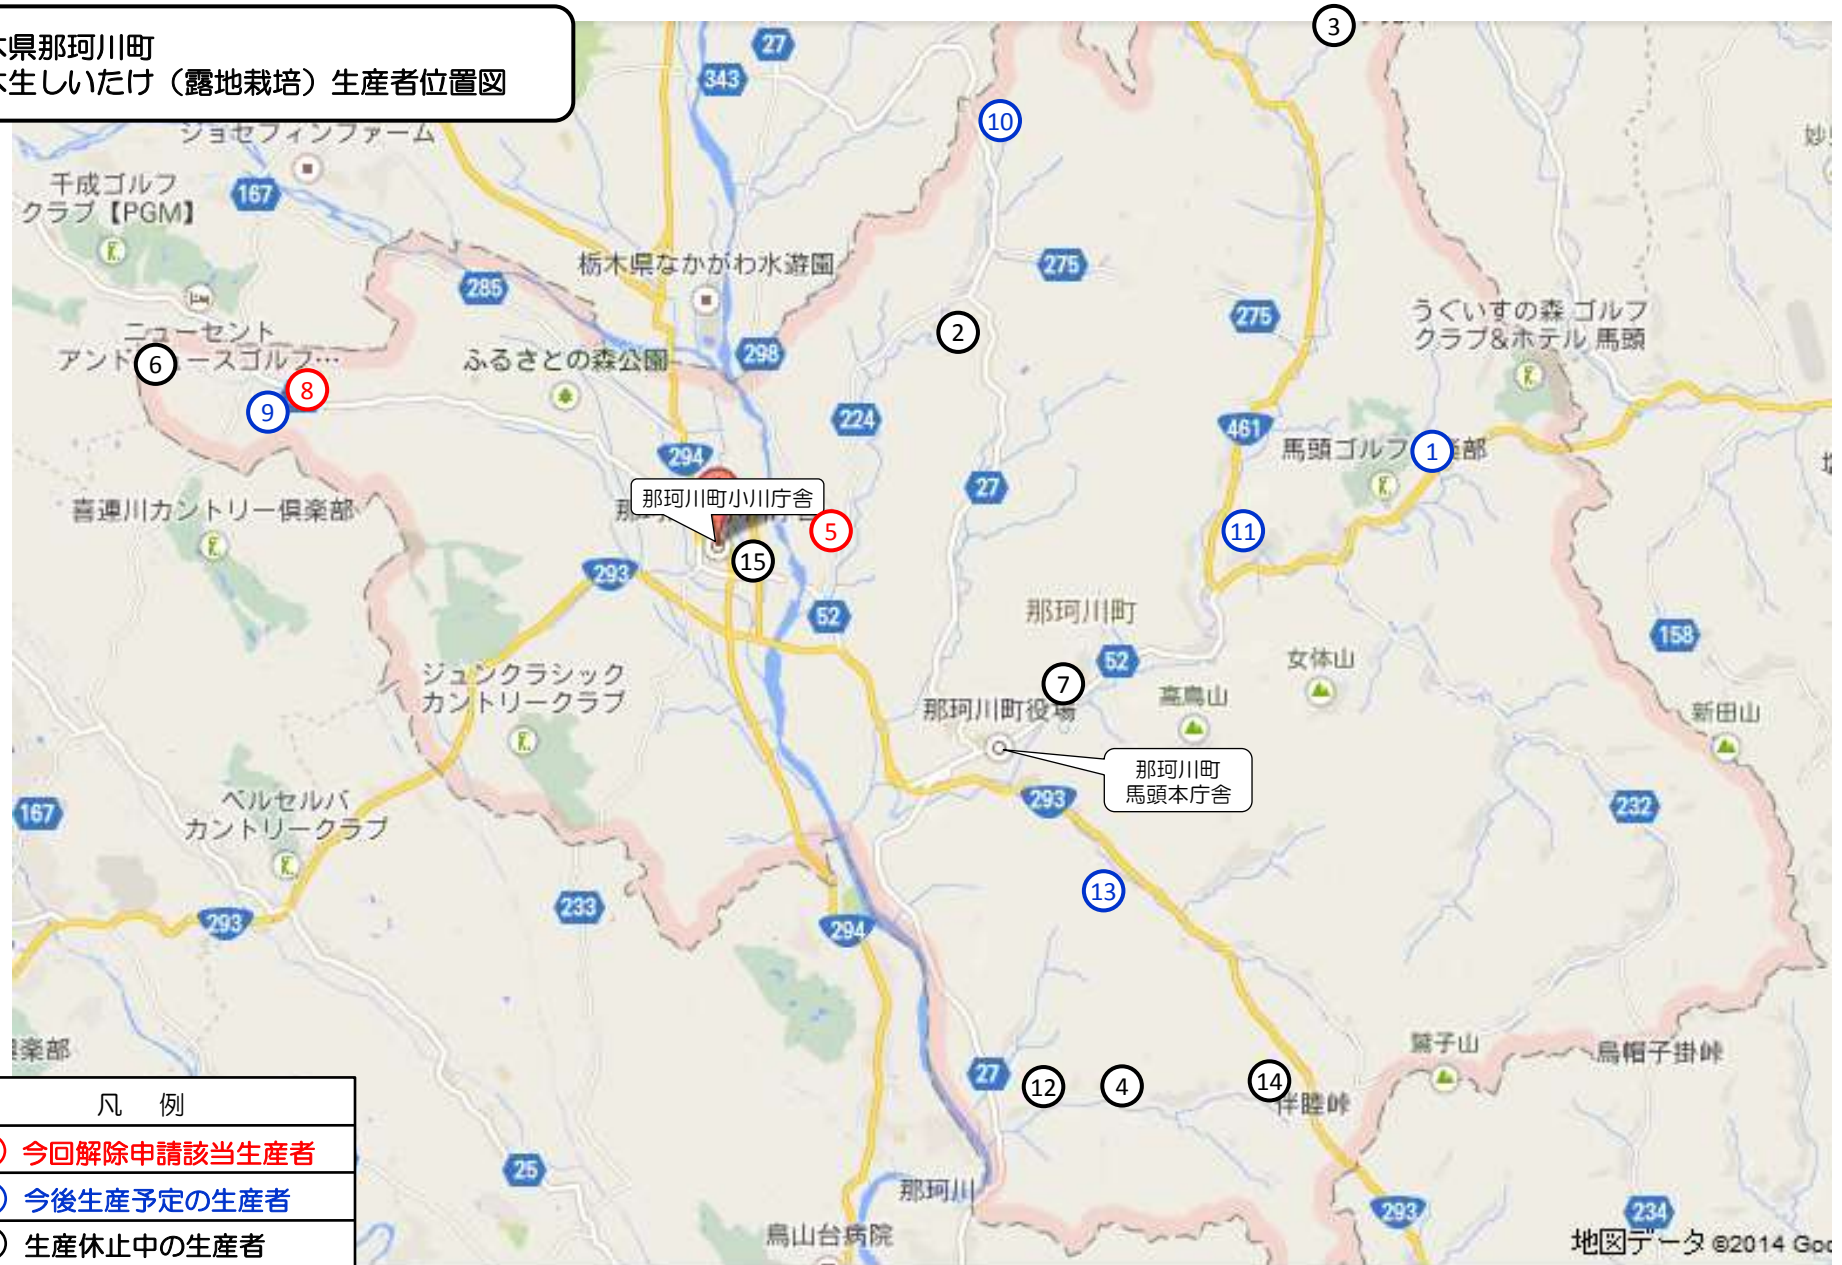 木県那珂川町
木生しいたけ（露地栽培）生産者位置図
3
27
343
10
ジョセフィンファーム
千成ゴルフ
クラブ【PGM】
167
栃木県なかがわ水遊園
275
285
275
うぐいすの森 ゴルフ
クラブ&ホテル 馬頭
ニューセント
アンド
ースゴルフ…
6
2
298
ふるさとの森公園
8
9
224
461
294
馬頭ゴルフ
1
部
27
那珂川町小川庁舎
喜連川カントリー倶楽部
5
11
15
293
52
那珂川町
158
52
女体山
ジュンクラシック
カントリークラブ
7
高鳥山
那珂川町役場
新田山
那珂川町
馬頭本庁舎
293
ベルセルバ
カントリークラブ
167
232
13
233
293
294
楽部
鷲子山
烏帽子掛峠
27
12
4
14
伴睦峠
凡 例
今回解除申請該当生産者
今後生産予定の生産者
生産休止中の生産者
25
那珂川
烏山台病院
293
234
地図データ ©2014 Goo